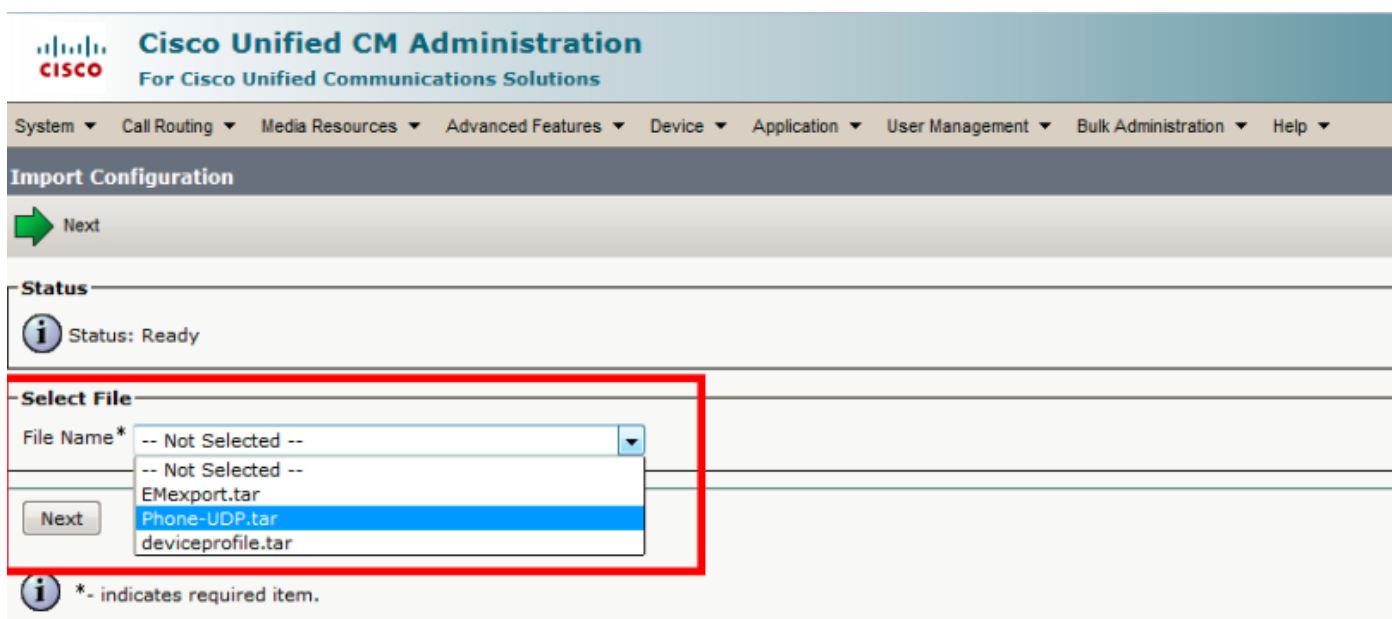 Cisco Unified CM Administration
CISCO
For Cisco Unified Communications Solutions
System Call Routing Media Resources Advanced Features Device Application User Management Bulk Administration Help
Import Configuration
Next
Status
Status: Ready
Select File
File Name* -- Not Selected --
-- Not Selected --
EMexport.tar
Phone-UDP.tar
deviceprofile.tar
Next
*- indicates required item.